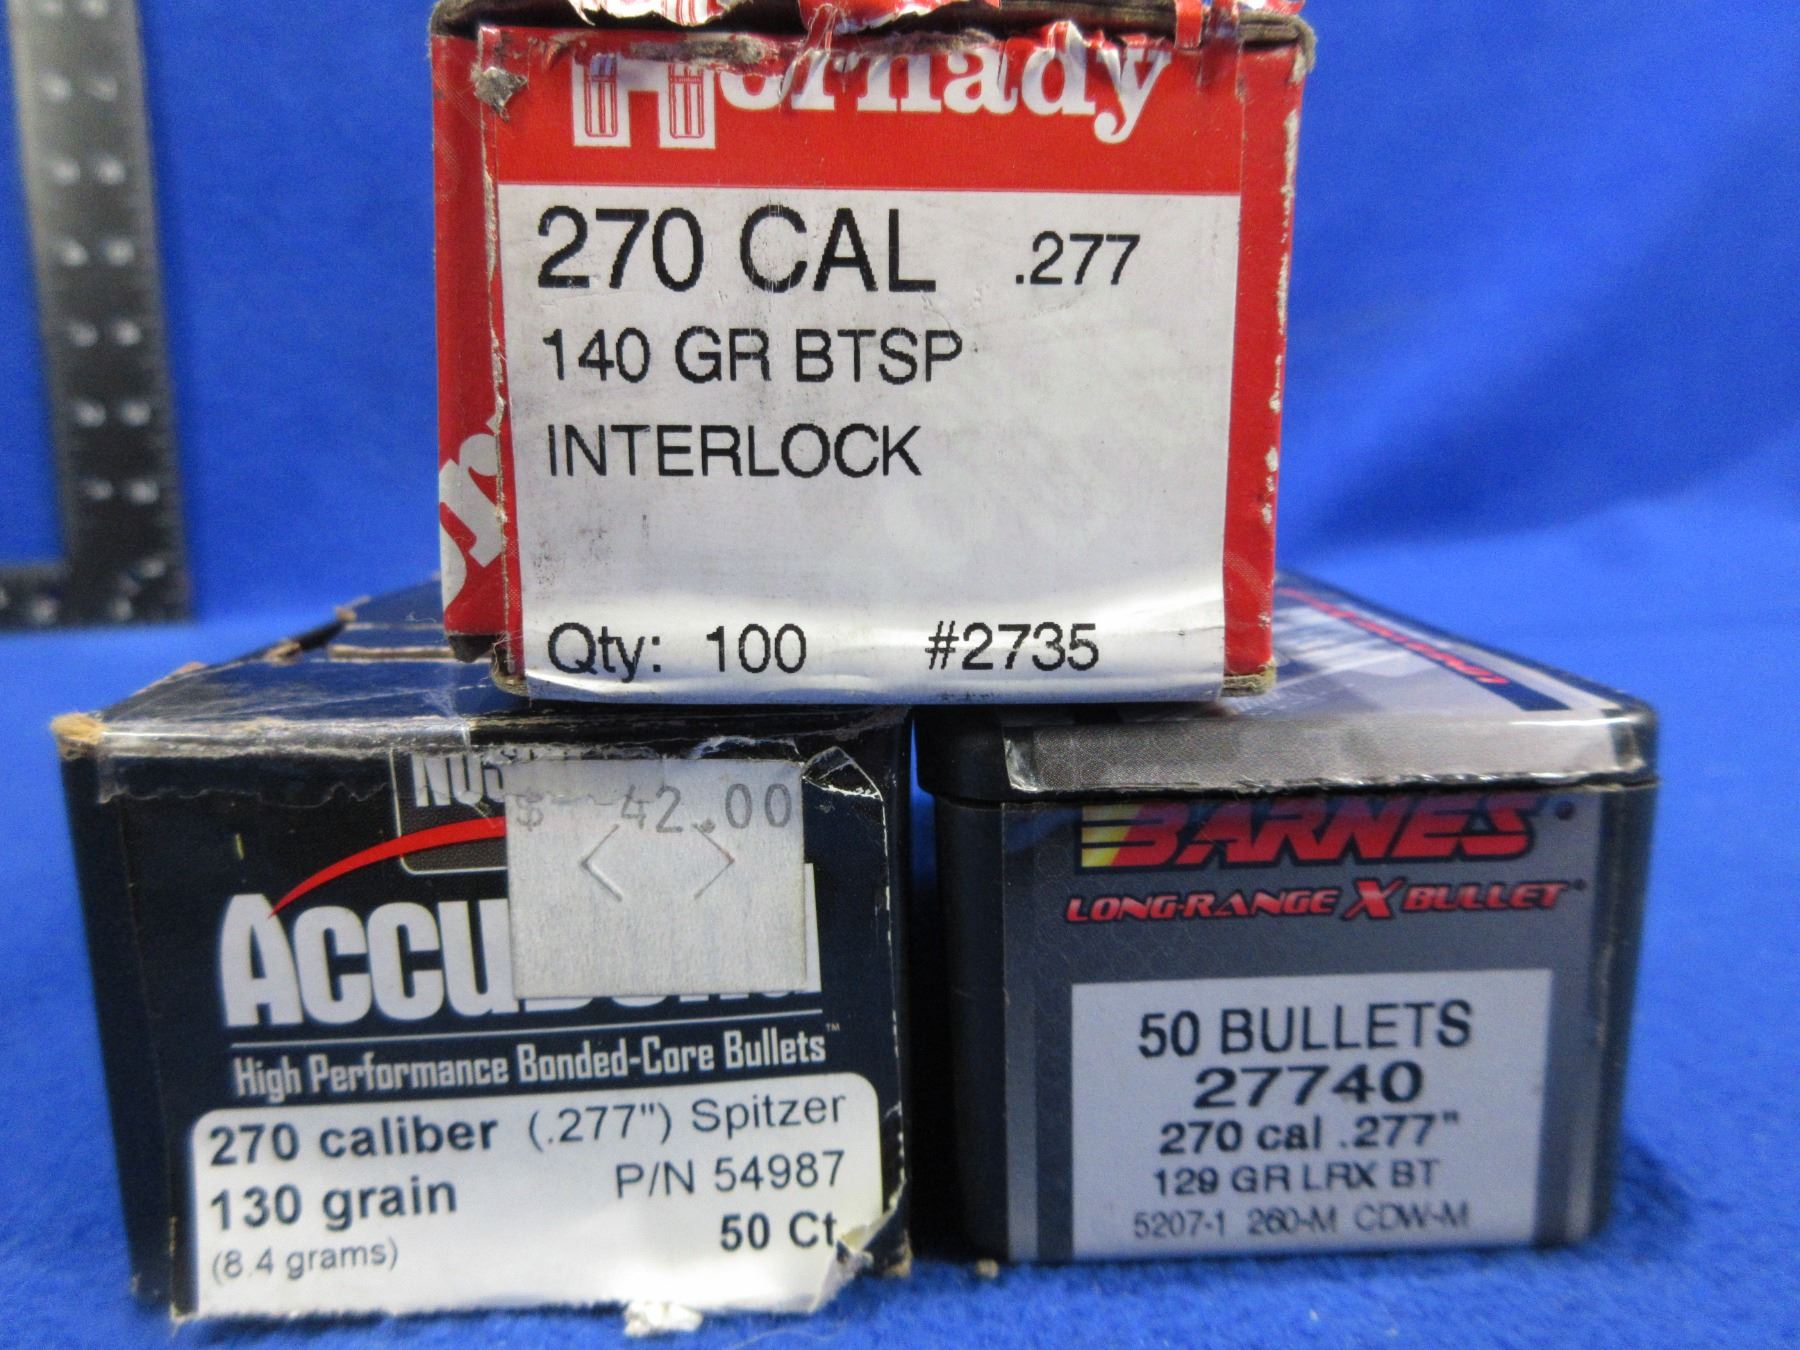 Hornady
270 CAL .277
140 GR BTSP
INTERLOCK
Qty: 100 #2735
$ 42.00
High Performance Bonded-Core Bullets™
270 caliber (.277") Spitzer
130 grain P/N 54987
(8.4 grams) 50 Ct.
BARNES®
LONG-RANGE X BULLET®
50 BULLETS
27740
270 cal .277"
129 GR LRX BT
5207-1 260-M CDW-M